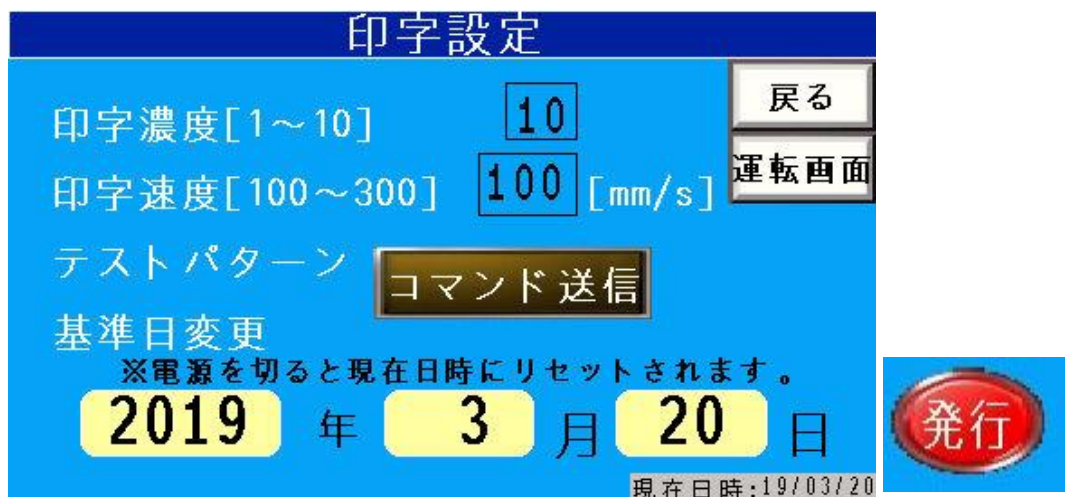 印字設定
戻る
印字濃度[1～10] 10
運転画面
印字速度[100～300] 100 [mm/s]
テストパターン コマンド送信
基準日変更
※電源を切ると現在日時にリセットされます。
2019 年 3 月 20 日
発行
現在日時:19/03/20